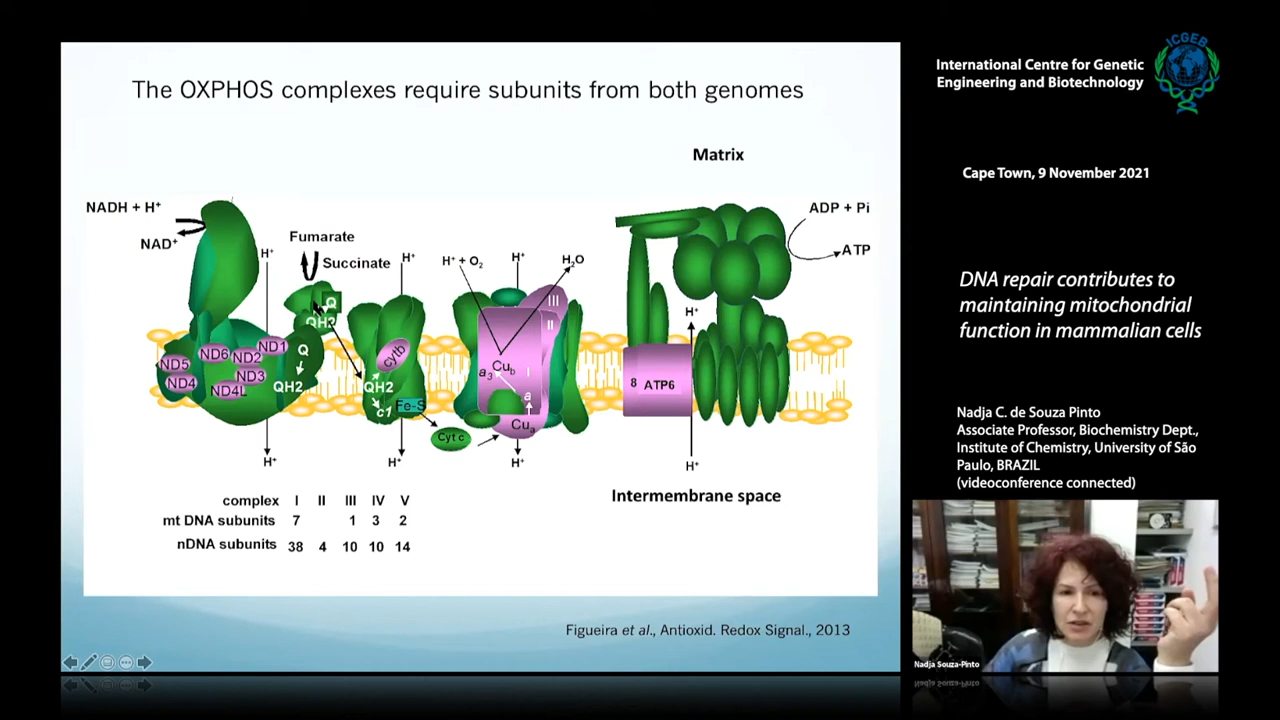 The OXPHOS complexes require subunits from both genomes
Matrix
NADH + H⁺
NAD⁺
H⁺
Fumarate
Succinate
H⁺
H⁺ + O₂
H⁺
H₂O
ADP + Pi
ATP
H⁺
Q
QH2
ND5
ND4
ND6
ND2
ND1
ND3
ND4L
Q
QH2
cytb
QH2
c1
Fe-S
Cyt c
III
II
I
Cub
a₃
a
Cua
8 ATP6
H⁺
H⁺
H⁺
H⁺
Intermembrane space
complex I II III IV V
mt DNA subunits 7 1 3 2
nDNA subunits 38 4 10 10 14
Figueira et al., Antioxid. Redox Signal., 2013
ICGEB
International Centre for Genetic
Engineering and Biotechnology
Cape Town, 9 November 2021
DNA repair contributes to
maintaining mitochondrial
function in mammalian cells
Nadja C. de Souza Pinto
Associate Professor, Biochemistry Dept.,
Institute of Chemistry, University of São
Paulo, BRAZIL
(videoconference connected)
Nadja Souza-Pinto